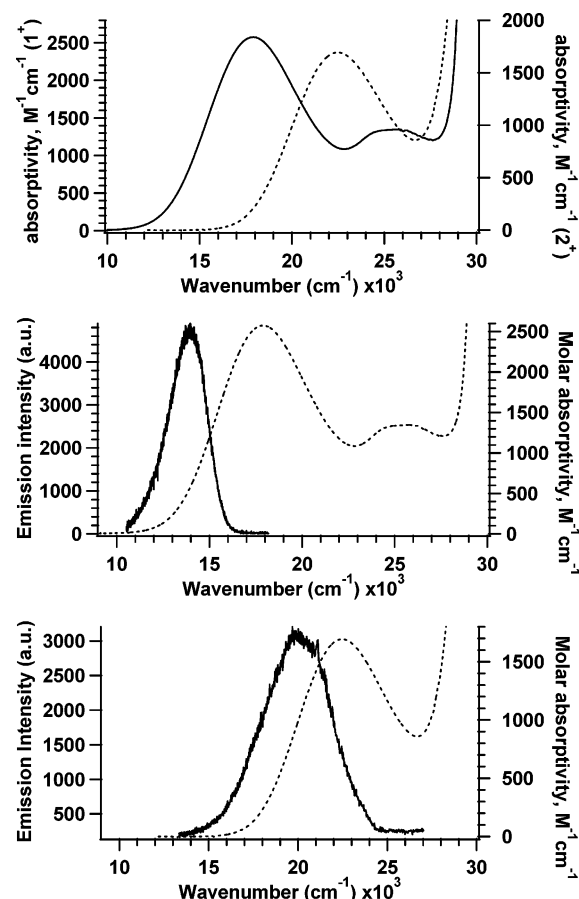 absorptivity, M⁻¹cm⁻¹ (1⁺)
2500
2000
1500
1000
500
0
2000
1500
1000
500
0
absorptivity, M⁻¹cm⁻¹ (2⁺)
10 15 20 25 30
Wavenumber (cm⁻¹) x10³
Emission intensity (a.u.)
4000
3000
2000
1000
0
2500
2000
1500
1000
500
0
Molar absorptivity, M⁻¹cm⁻¹
10 15 20 25 30
Wavenumber (cm⁻¹) x10³
Emission Intensity (a.u.)
3000
2500
2000
1500
1000
500
1500
1000
500
0
Molar absorptivity, M⁻¹cm⁻¹
10 15 20 25 30
Wavenumber (cm⁻¹) x10³